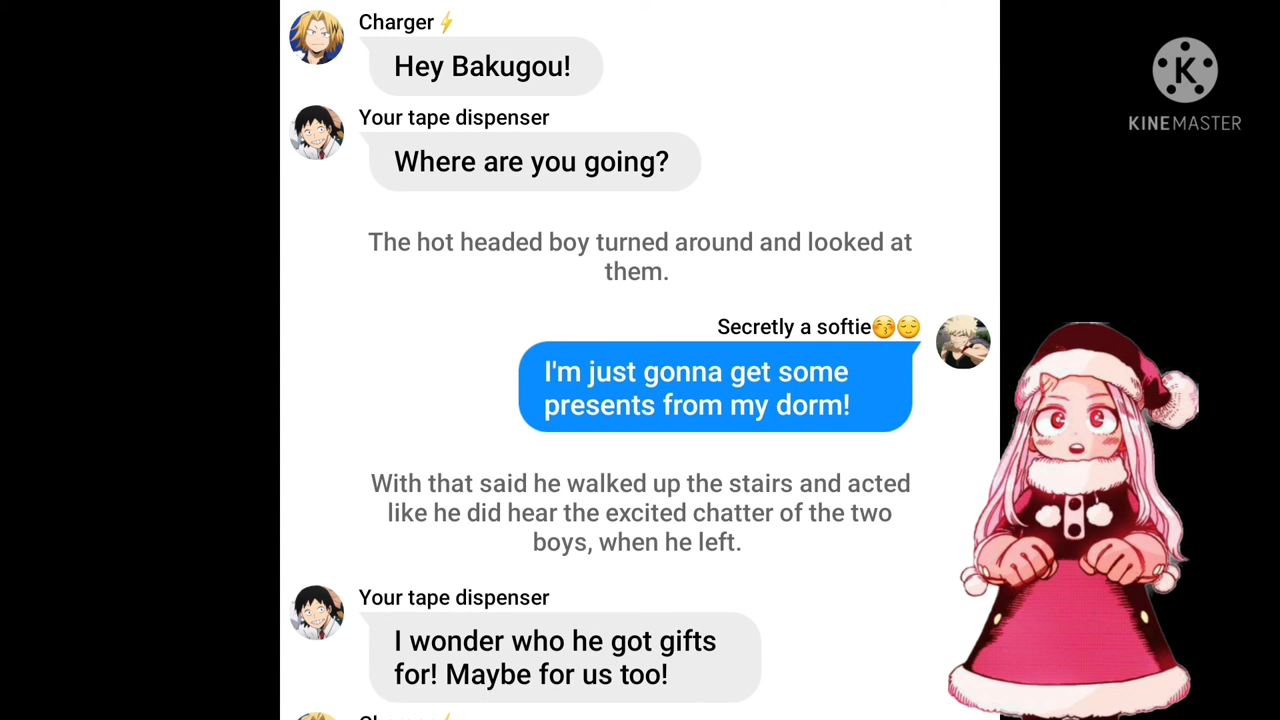 Charger⚡
Hey Bakugou!
K
KINEMASTER
Your tape dispenser
Where are you going?
The hot headed boy turned around and looked at
them.
Secretly a softie😚😌
I'm just gonna get some
presents from my dorm!
With that said he walked up the stairs and acted
like he did hear the excited chatter of the two
boys, when he left.
Your tape dispenser
I wonder who he got gifts
for! Maybe for us too!
Charger⚡